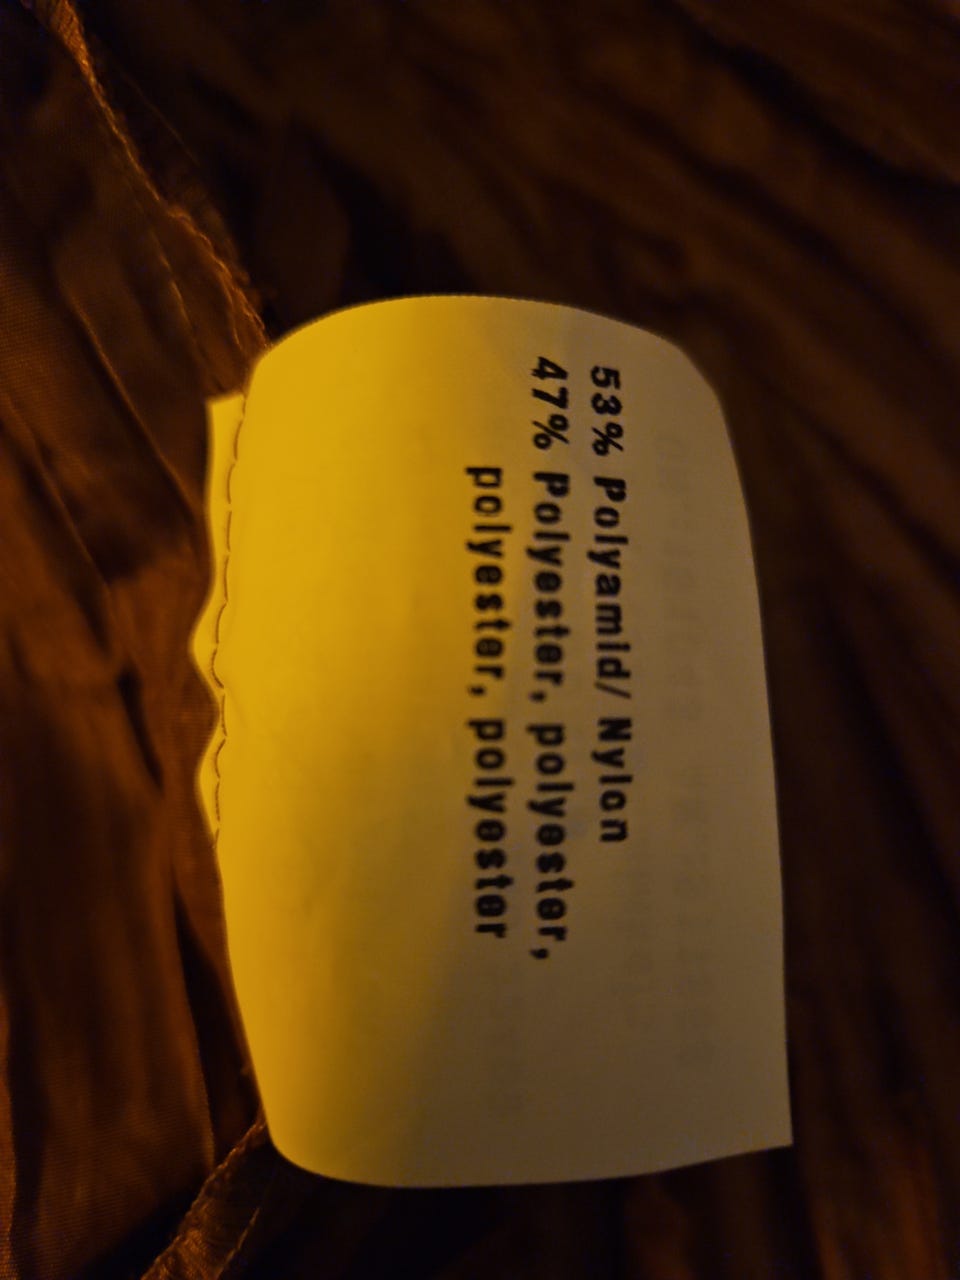 53% Polyamid/ Nylon
47% Polyester, polyester,
polyester, polyester